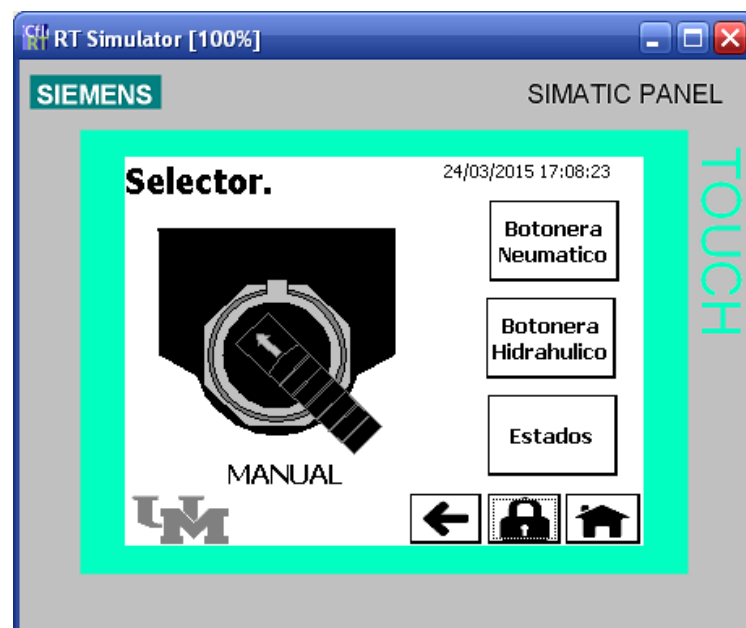 RT Simulator [100%]
SIEMENS
SIMATIC PANEL
TOUCH
Selector.
24/03/2015 17:08:23
Botonera
Neumatico
Botonera
Hidrahulico
Estados
MANUAL
UM